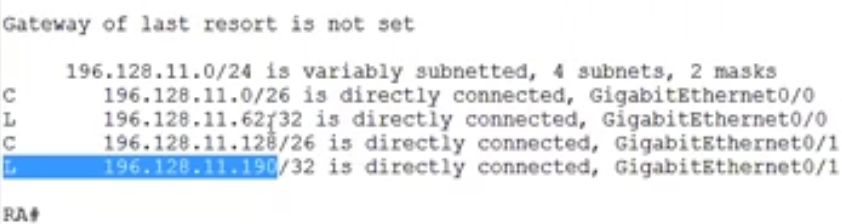 Gateway of last resort is not set
196.128.11.0/24 is variably subnetted, 4 subnets, 2 masks
C 196.128.11.0/26 is directly connected, GigabitEthernet0/0
L 196.128.11.62/32 is directly connected, GigabitEthernet0/0
C 196.128.11.128/26 is directly connected, GigabitEthernet0/1
L 196.128.11.190/32 is directly connected, GigabitEthernet0/1
RA#